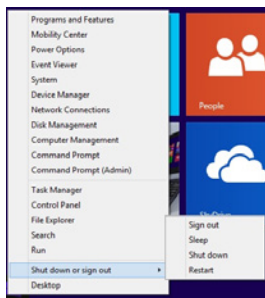 Programs and Features
Mobility Center
Power Options
Event Viewer
System
Device Manager
Network Connections
Disk Management
Computer Management
Command Prompt
Command Prompt (Admin)
Task Manager
Control Panel
File Explorer
Search
Run
Shut down or sign out
Desktop
Sign out
Sleep
Shut down
Restart
People
SkyDrive